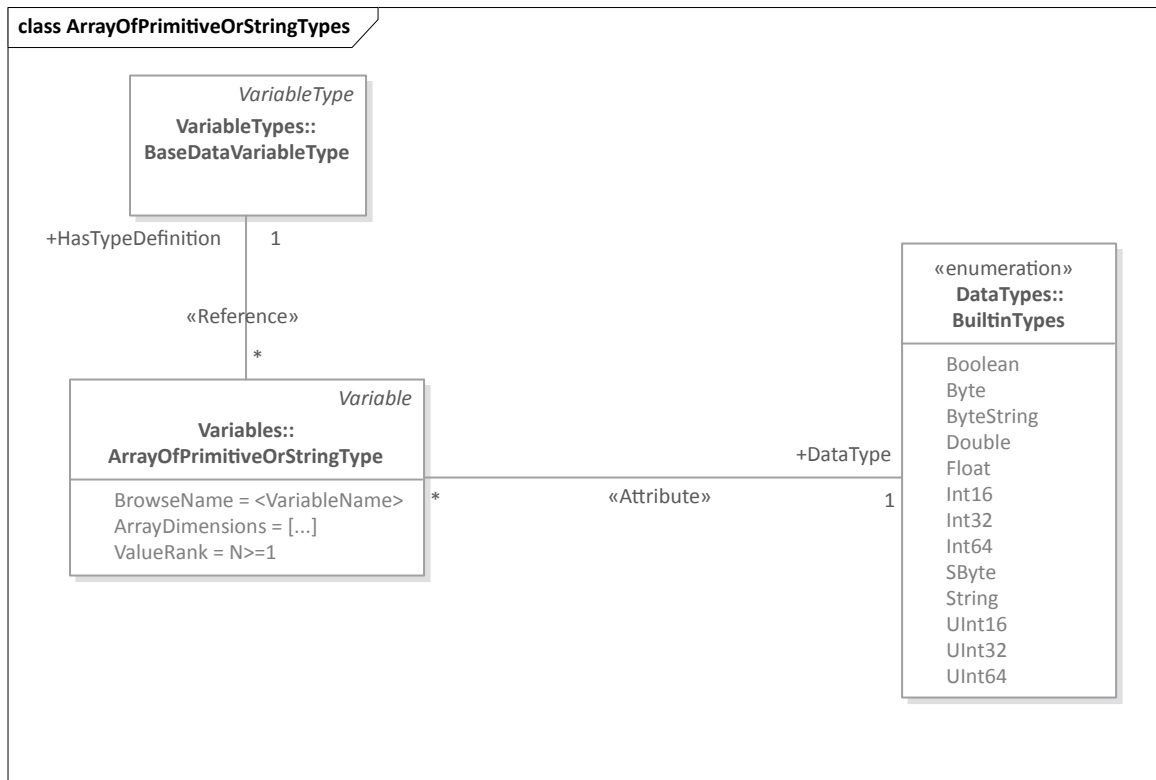 class ArrayOfPrimitiveOrStringTypes
VariableType
VariableTypes::
BaseDataVariableType
+HasTypeDefinition
1
«Reference»
*
Variable
Variables::
ArrayOfPrimitiveOrStringType
BrowseName = <VariableName>
ArrayDimensions = [...]
ValueRank = N>=1
*
«Attribute»
+DataType
1
«enumeration»
DataTypes::
BuiltinTypes
Boolean
Byte
ByteString
Double
Float
Int16
Int32
Int64
SByte
String
UInt16
UInt32
UInt64